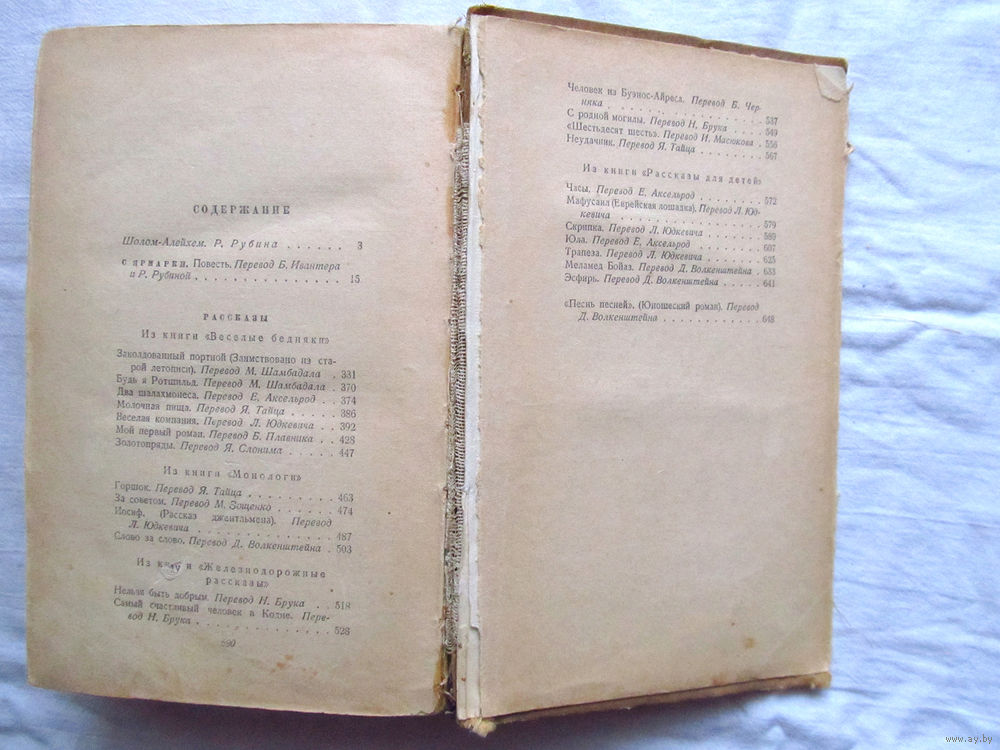 СОДЕРЖАНИЕ
Шолом-Алейхем. Р. Рубина . . . . . . 3
С ЯРМАРКИ. Повесть. Перевод Б. Ивантера
и Р. Рубиной . . . . . . . . . . . . . . . 15
РАССКАЗЫ
Из книги «Веселые бедняки»
Заколдованный портной (Заимствовано из ста-
рой летописи). Перевод М. Шамбадала . 331
Будь я Ротшильд. Перевод М. Шамбадала . 370
Два шалахмонеса. Перевод Е. Аксельрод . . 374
Молочная пища. Перевод Я. Тайца . . . . 386
Веселая компания. Перевод Л. Юдкевича . . 392
Мой первый роман. Перевод Б. Плавника . . 428
Золотопряды. Перевод Я. Слонима . . . . 447
Из книги «Монологи»
Горшок. Перевод Я. Тайца . . . . . . . . 463
За советом. Перевод М. Зощенко . . . . . 474
Иосиф. (Рассказ джентльмена). Перевод
Л. Юдкевича . . . . . . . . . . . . . 487
Слово за слово. Перевод Д. Волкенштейна . 503
Из книги «Железнодорожные
рассказы»
Нельзя быть добрым. Перевод Н. Брука . . 518
Самый счастливый человек в Кодне. Пере-
вод Н. Брука . . . . . . . . . . . . . 528
690
Человек из Буэнос-Айреса. Перевод Б. Чер-
няка . . . . . . . . . . . . . . . 537
С родной могилы. Перевод Н. Брука . . . . 549
«Шестьдесят шесть». Перевод И. Масюкова . 556
Неудачник. Перевод Я. Тайца . . . . . . . 567
Из книги «Рассказы для детей»
Часы. Перевод Е. Аксельрод . . . . . . . 572
Мафусаил (Еврейская лошадка). Перевод Л. Юд-
кевича . . . . . . . . . . . . . . 579
Скрипка. Перевод Л. Юдкевича . . . . . . 589
Юла. Перевод Е. Аксельрод . . . . . . . 607
Трапеза. Перевод Л. Юдкевича . . . . . . 625
Меламед Бойаз. Перевод Д. Волкенштейна . 633
Эсфирь. Перевод Д. Волкенштейна . . . . 641
«Песнь песней». (Юношеский роман). Перевод
Д. Волкенштейна . . . . . . . . . . . 648
www.ay.by